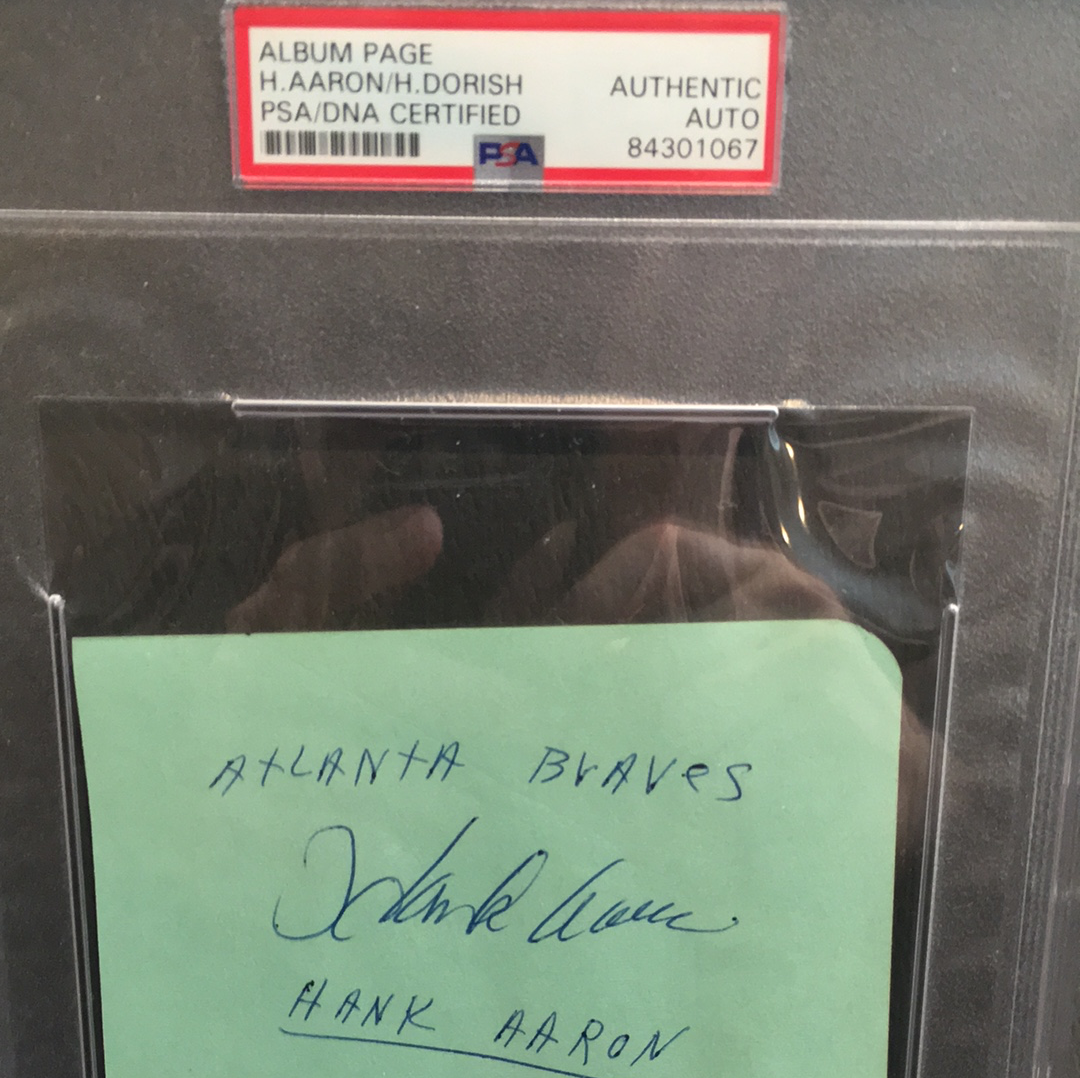 ALBUM PAGE
H.AARON/H.DORISH
PSA/DNA CERTIFIED
AUTHENTIC
AUTO
84301067
PSA
AtLANtA BrAVeS
Hank Aaron
HANK AARON